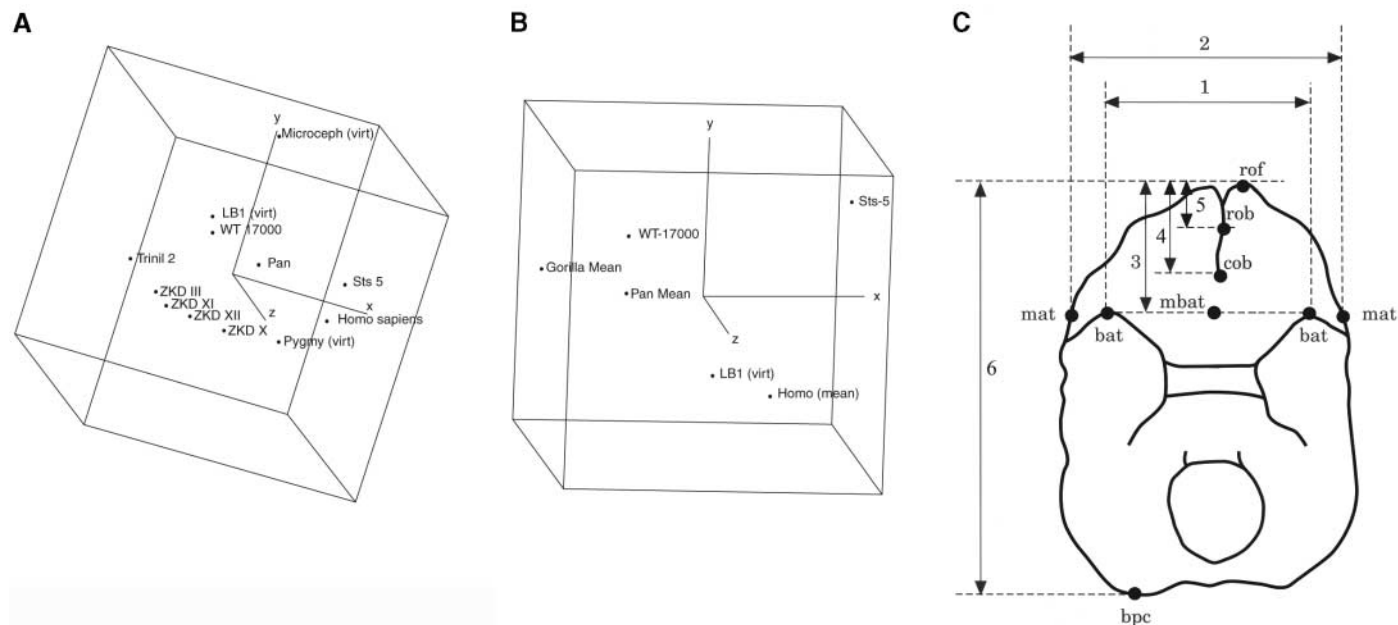 A
y
Microceph (virt)
LB1 (virt)
WT 17000
Trinil 2
Pan
Sts 5
ZKD III
ZKD XI
x
z
ZKD XII
Homo sapiens
ZKD X
Pygmy (virt)
B
y
Sts-5
WT-17000
Gorilla Mean
Pan Mean
x
z
LB1 (virt)
Homo (mean)
C
2
1
rof
5
rob
4
3
cob
mbat
mat
bat
bat
mat
6
bpc